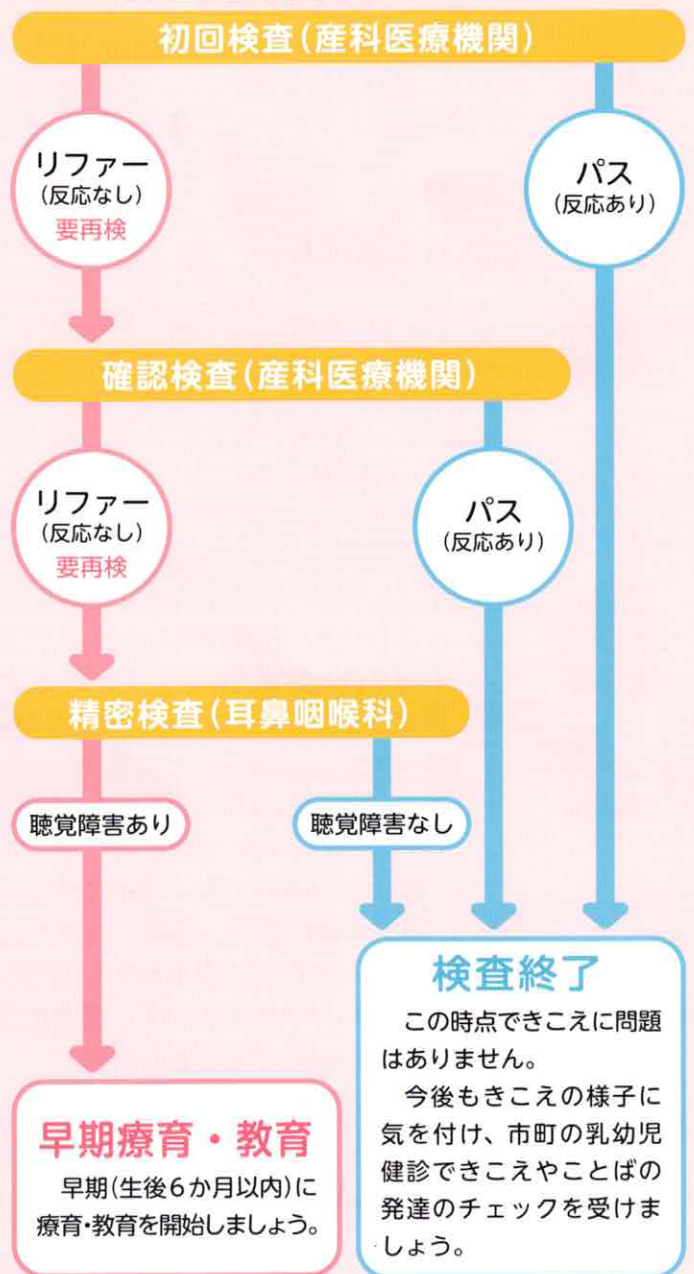 初回検査(産科医療機関)
リファー
(反応なし)
要再検
パス
(反応あり)
確認検査(産科医療機関)
リファー
(反応なし)
要再検
パス
(反応あり)
精密検査(耳鼻咽喉科)
聴覚障害あり
聴覚障害なし
検査終了
この時点できこえに問題
はありません。
今後もきこえの様子に
気を付け、市町の乳幼児
健診できこえやことばの
発達のチェックを受けま
しょう。
早期療育・教育
早期(生後6か月以内)に
療育・教育を開始しましょう。